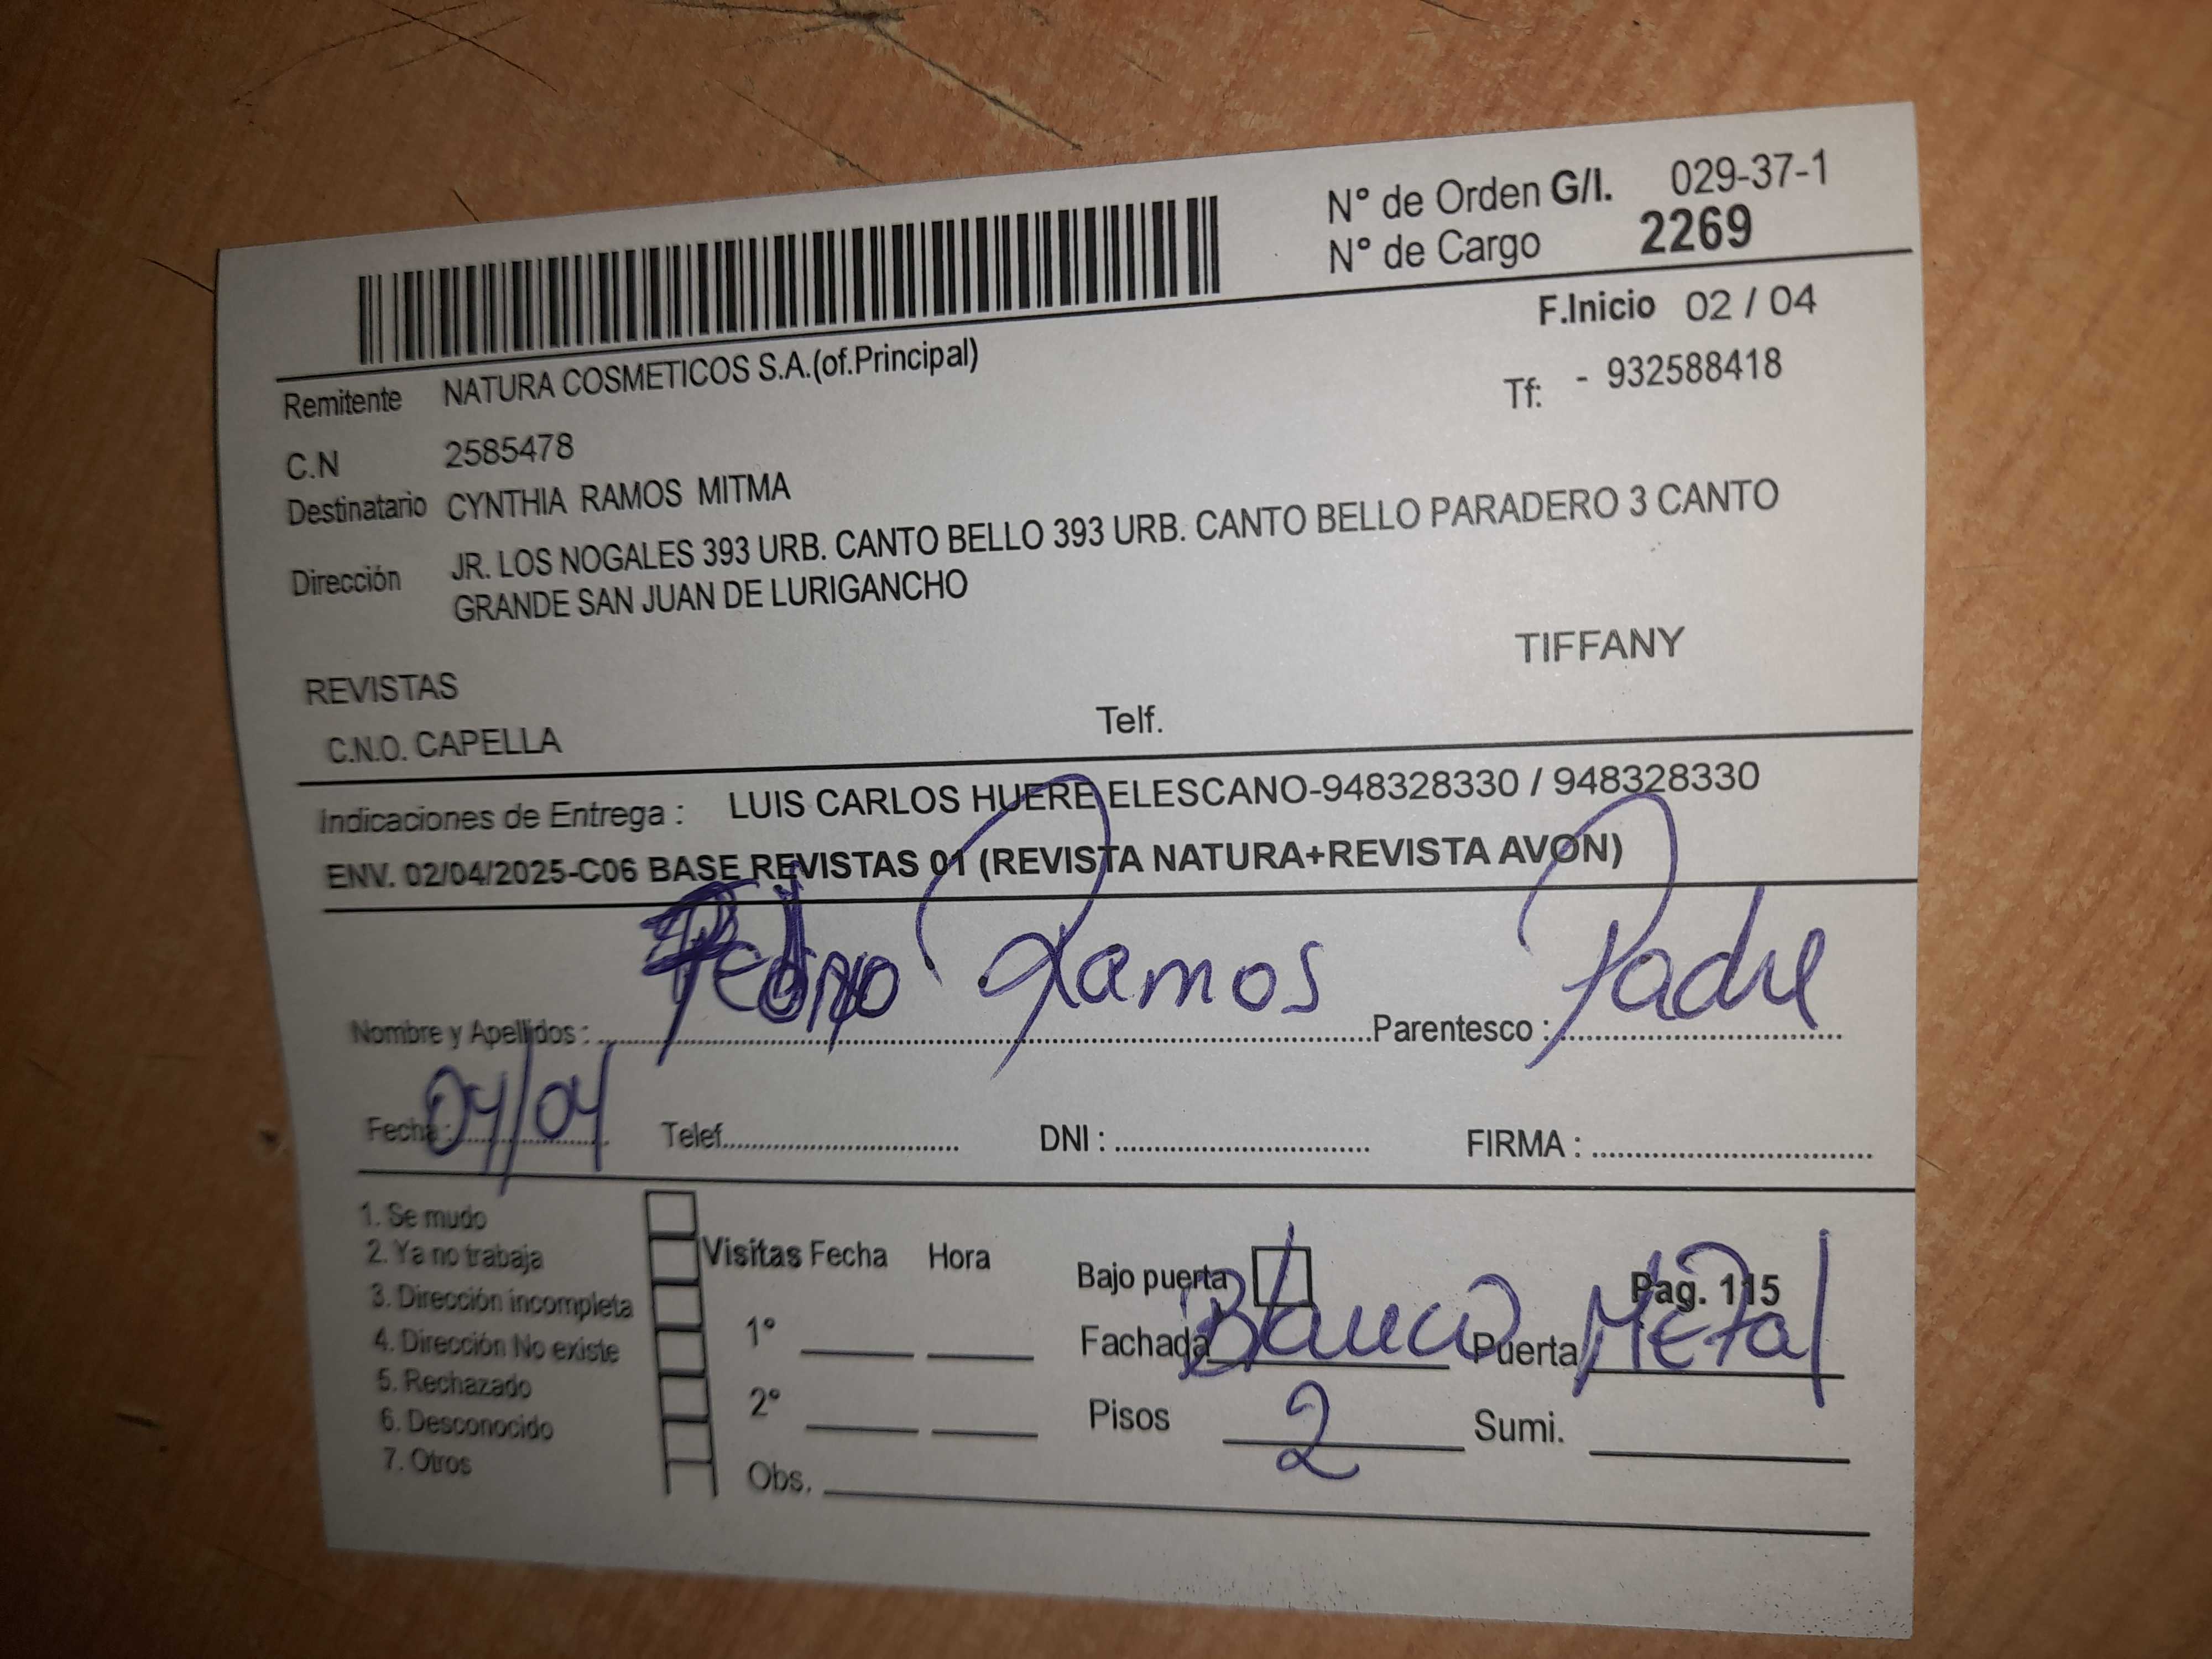 N° de Orden G/I. 029-37-1
N° de Cargo 2269
F.Inicio 02 / 04
Remitente NATURA COSMETICOS S.A.(of.Principal)
Tf: - 932588418
C.N 2585478
Destinatario CYNTHIA RAMOS MITMA
Dirección JR. LOS NOGALES 393 URB. CANTO BELLO 393 URB. CANTO BELLO PARADERO 3 CANTO
GRANDE SAN JUAN DE LURIGANCHO
TIFFANY
REVISTAS
C.N.O. CAPELLA Telf.
Indicaciones de Entrega : LUIS CARLOS HUERE ELESCANO-948328330 / 948328330
ENV. 02/04/2025-C06 BASE REVISTAS 01 (REVISTA NATURA+REVISTA AVON)
Nombre y Apellidos : Pedro Ramos Parentesco : Padre
Fecha : 04/04 Telef. DNI : FIRMA :
1. Se mudo
2. Ya no trabaja
3. Dirección incompleta
4. Dirección No existe
5. Rechazado
6. Desconocido
7. Otros
Visitas Fecha Hora
1°
2°
Obs.
Bajo puerta Pag. 115
Fachada Blanco Puerta Metal
Pisos 2 Sumi.